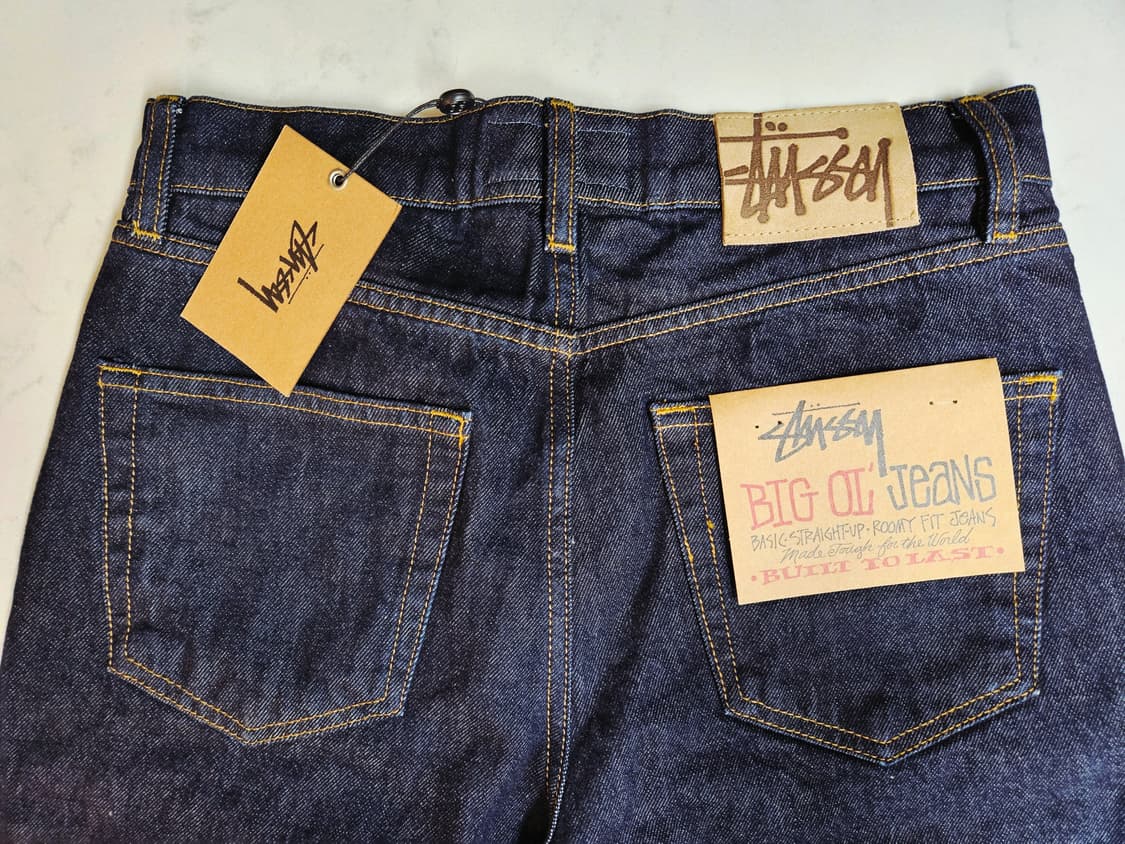 Stüssy
Stüssy
Stüssy
BIG OL' JEANS
BASIC·STRAIGHT-UP·ROOMY FIT JEANS
Made Tough for the World
·BUILT TO LAST·